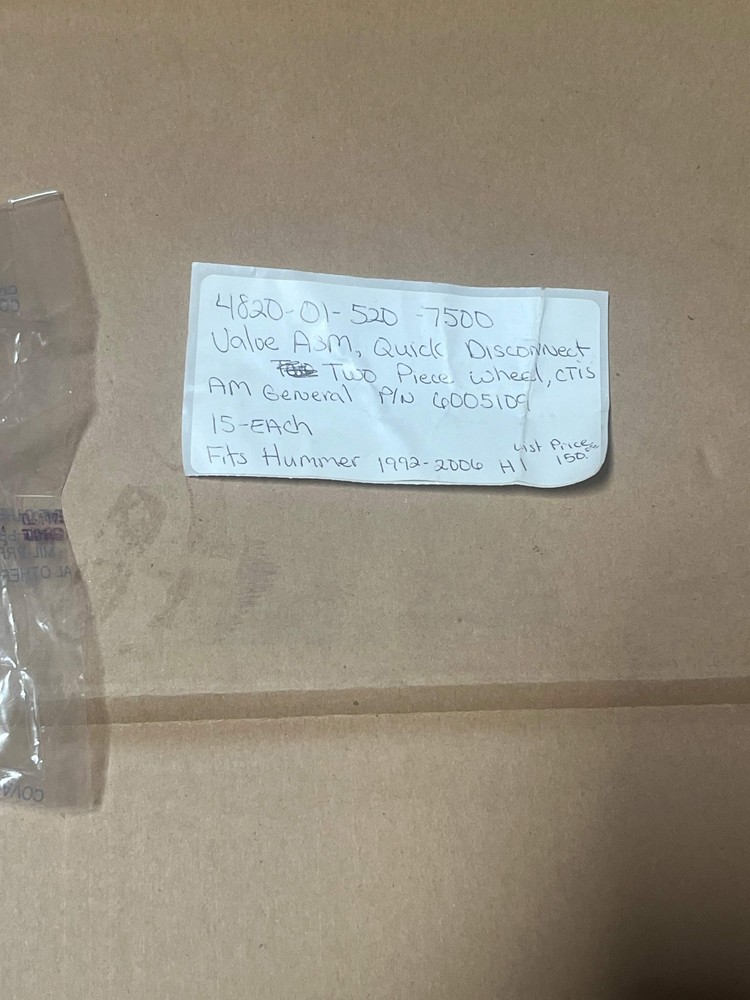 4820-01-520-7500
Valve ASM, Quick Disconnect
Two Piece wheel, CTIS
AM General P/N 6005109
15-EAch
List Price
Fits Hummer 1992-2006 H1 150.00